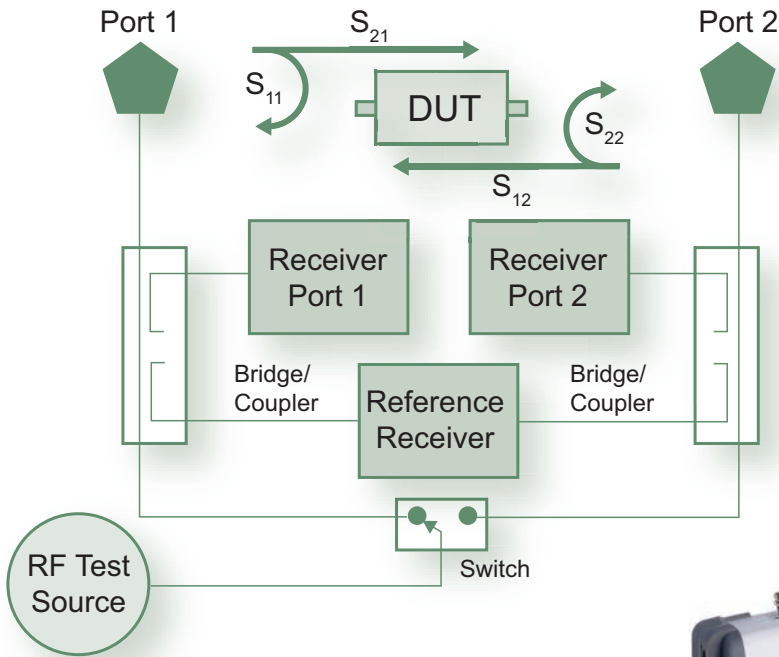 Port 1
Port 2
S21
S11
DUT
S22
S12
Receiver
Port 1
Receiver
Port 2
Bridge/
Coupler
Reference
Receiver
Bridge/
Coupler
RF Test
Source
Switch